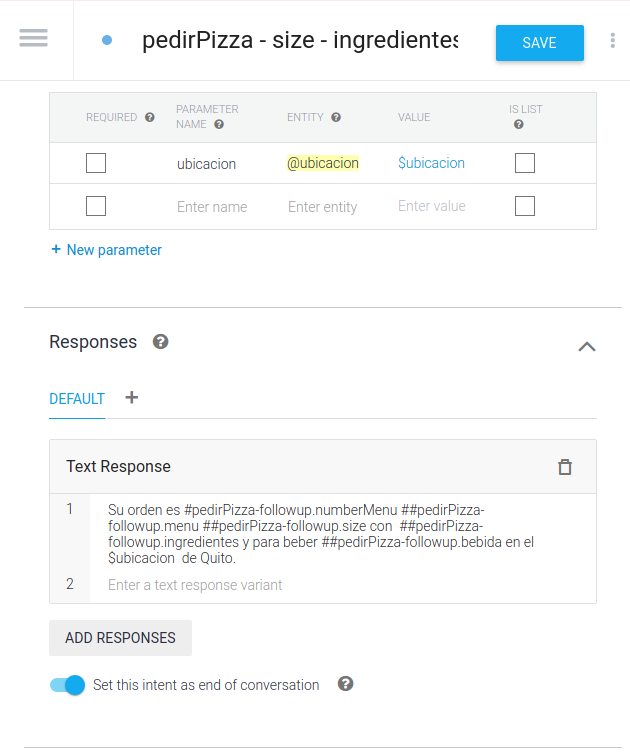 pedirPizza - size - ingredientes
SAVE
REQUIRED
PARAMETER NAME
ENTITY
VALUE
IS LIST
ubicacion
@ubicacion
$ubicacion
Enter name
Enter entity
Enter value
+ New parameter
Responses
DEFAULT
+
Text Response
1
Su orden es #pedirPizza-followup.numberMenu ##pedirPizza-
followup.menu ##pedirPizza-followup.size con ##pedirPizza-
followup.ingredientes y para beber ##pedirPizza-followup.bebida en el
$ubicacion de Quito.
2
Enter a text response variant
ADD RESPONSES
Set this intent as end of conversation